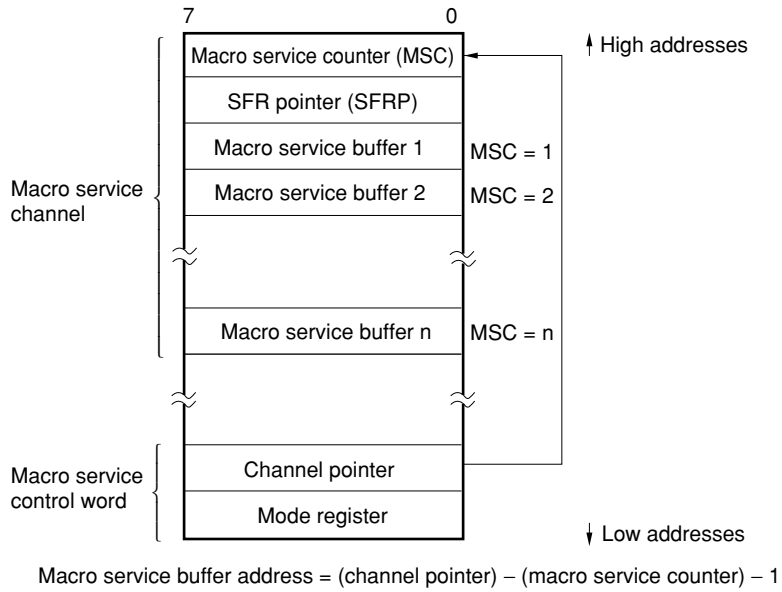 7 0
Macro service counter (MSC)
High addresses
SFR pointer (SFRP)
Macro service buffer 1
MSC = 1
Macro service
channel
Macro service buffer 2
MSC = 2
Macro service buffer n
MSC = n
Macro service
control word
Channel pointer
Mode register
Low addresses
Macro service buffer address = (channel pointer) – (macro service counter) – 1